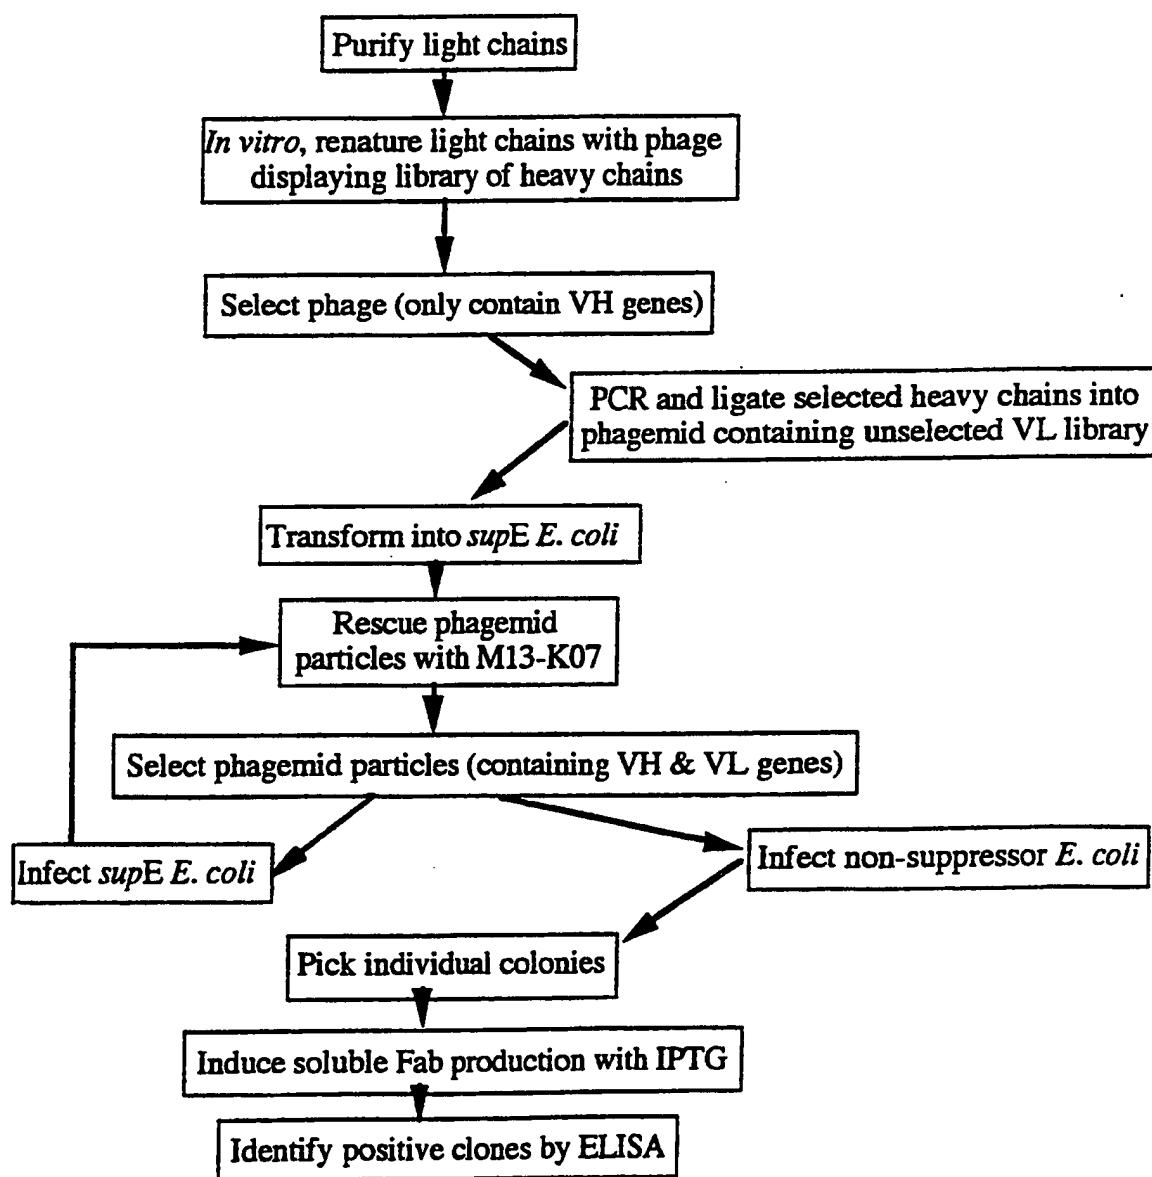 Purify light chains
In vitro, renature light chains with phage
displaying library of heavy chains
Select phage (only contain VH genes)
PCR and ligate selected heavy chains into
phagemid containing unselected VL library
Transform into supE E. coli
Rescue phagemid
particles with M13-K07
Select phagemid particles (containing VH & VL genes)
Infect supE E. coli
Infect non-suppressor E. coli
Pick individual colonies
Induce soluble Fab production with IPTG
Identify positive clones by ELISA